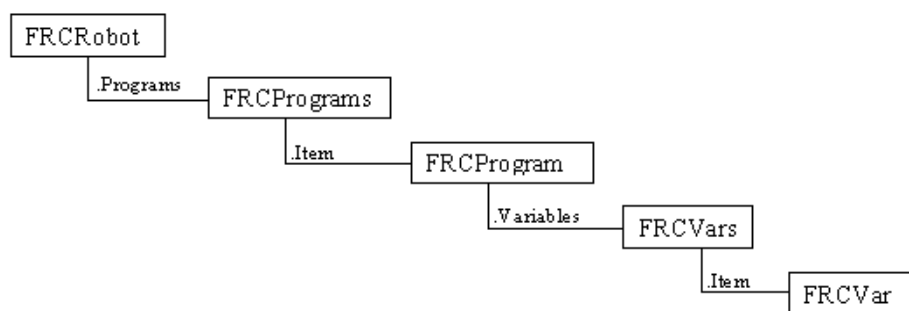 FRCRobot
.Programs
FRCPrograms
.Item
FRCProgram
.Variables
FRCVars
.Item
FRCVar